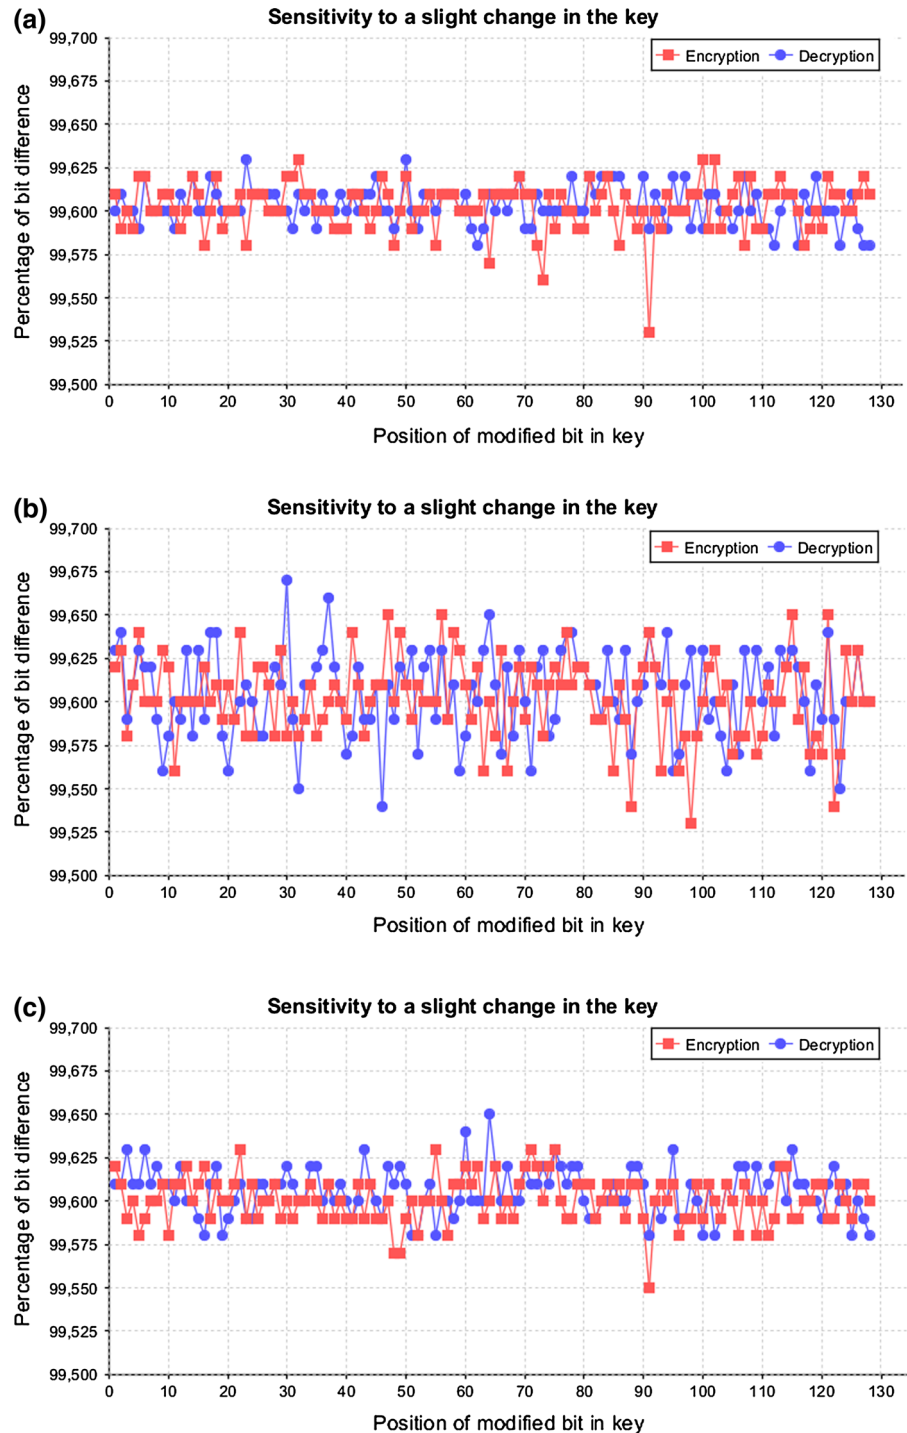 (a)
Sensitivity to a slight change in the key
Percentage of bit difference
99,700
99,675
99,650
99,625
99,600
99,575
99,550
99,525
99,500
Encryption Decryption
0 10 20 30 40 50 60 70 80 90 100 110 120 130
Position of modified bit in key
(b)
Sensitivity to a slight change in the key
Percentage of bit difference
99,700
99,675
99,650
99,625
99,600
99,575
99,550
99,525
99,500
Encryption Decryption
0 10 20 30 40 50 60 70 80 90 100 110 120 130
Position of modified bit in key
(c)
Sensitivity to a slight change in the key
Percentage of bit difference
99,700
99,675
99,650
99,625
99,600
99,575
99,550
99,525
99,500
Encryption Decryption
0 10 20 30 40 50 60 70 80 90 100 110 120 130
Position of modified bit in key